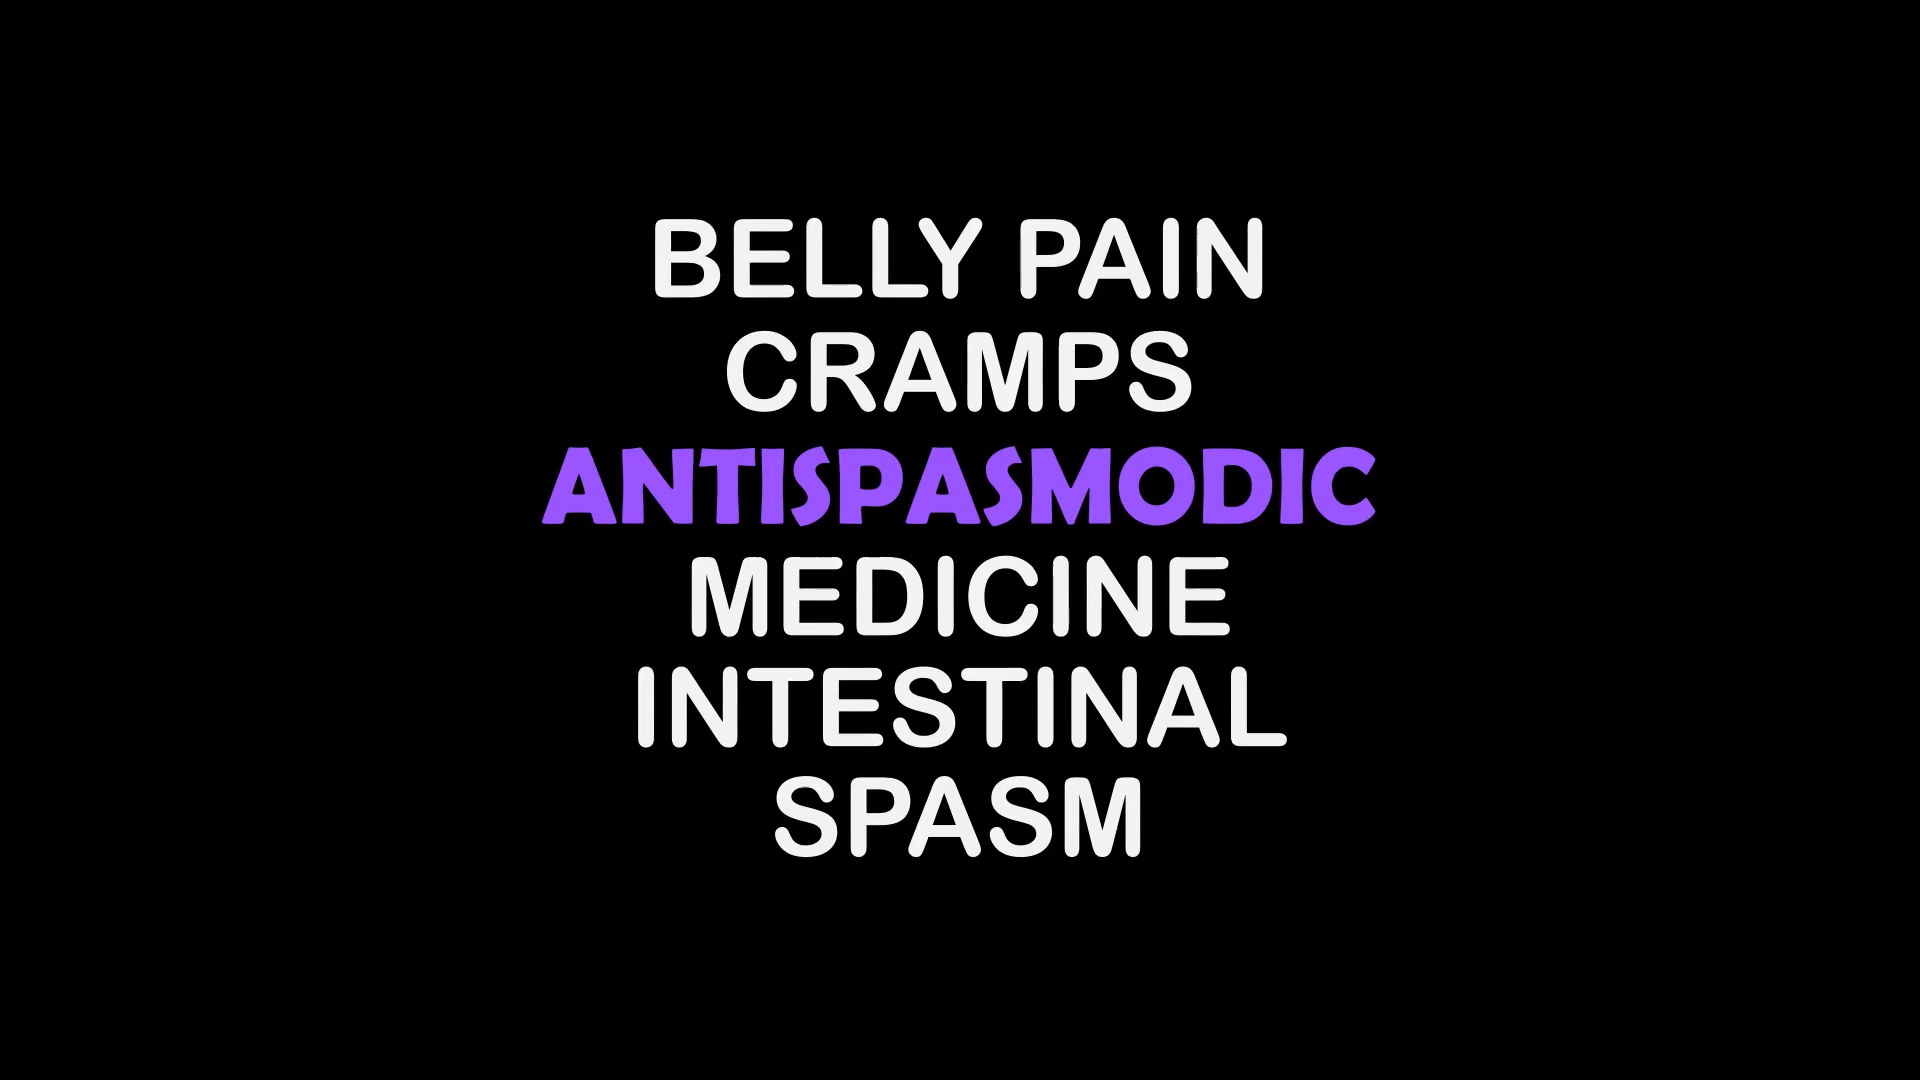 BELLY PAIN
CRAMPS
ANTISPASMODIC
MEDICINE
INTESTINAL
SPASM